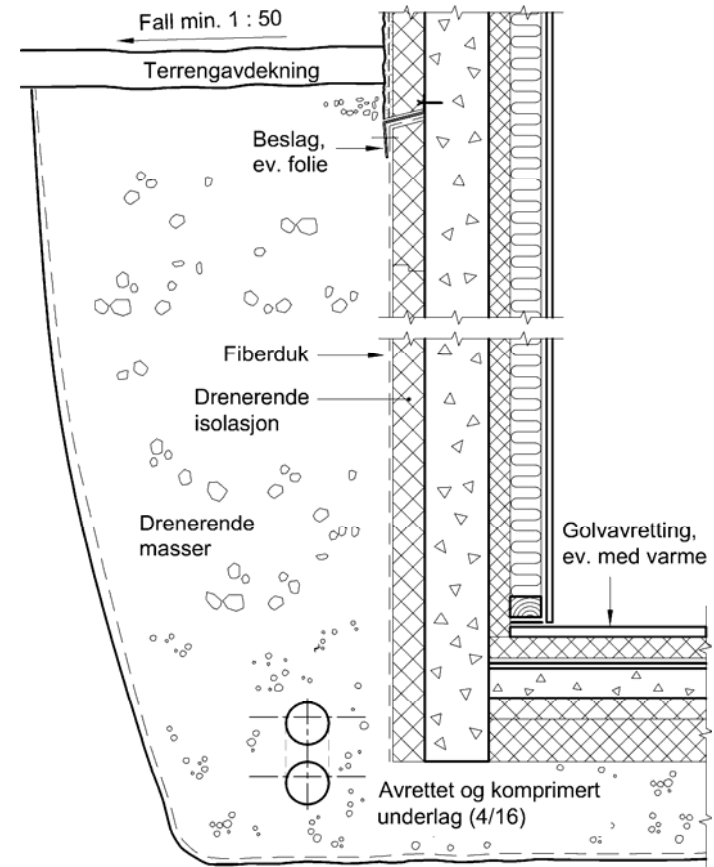 Fall min. 1 : 50
Terrengavdekning
Beslag,
ev. folie
Fiberduk
Drenerende
isolasjon
Drenerende
masser
Golvavretting,
ev. med varme
Avrettet og komprimert
underlag (4/16)